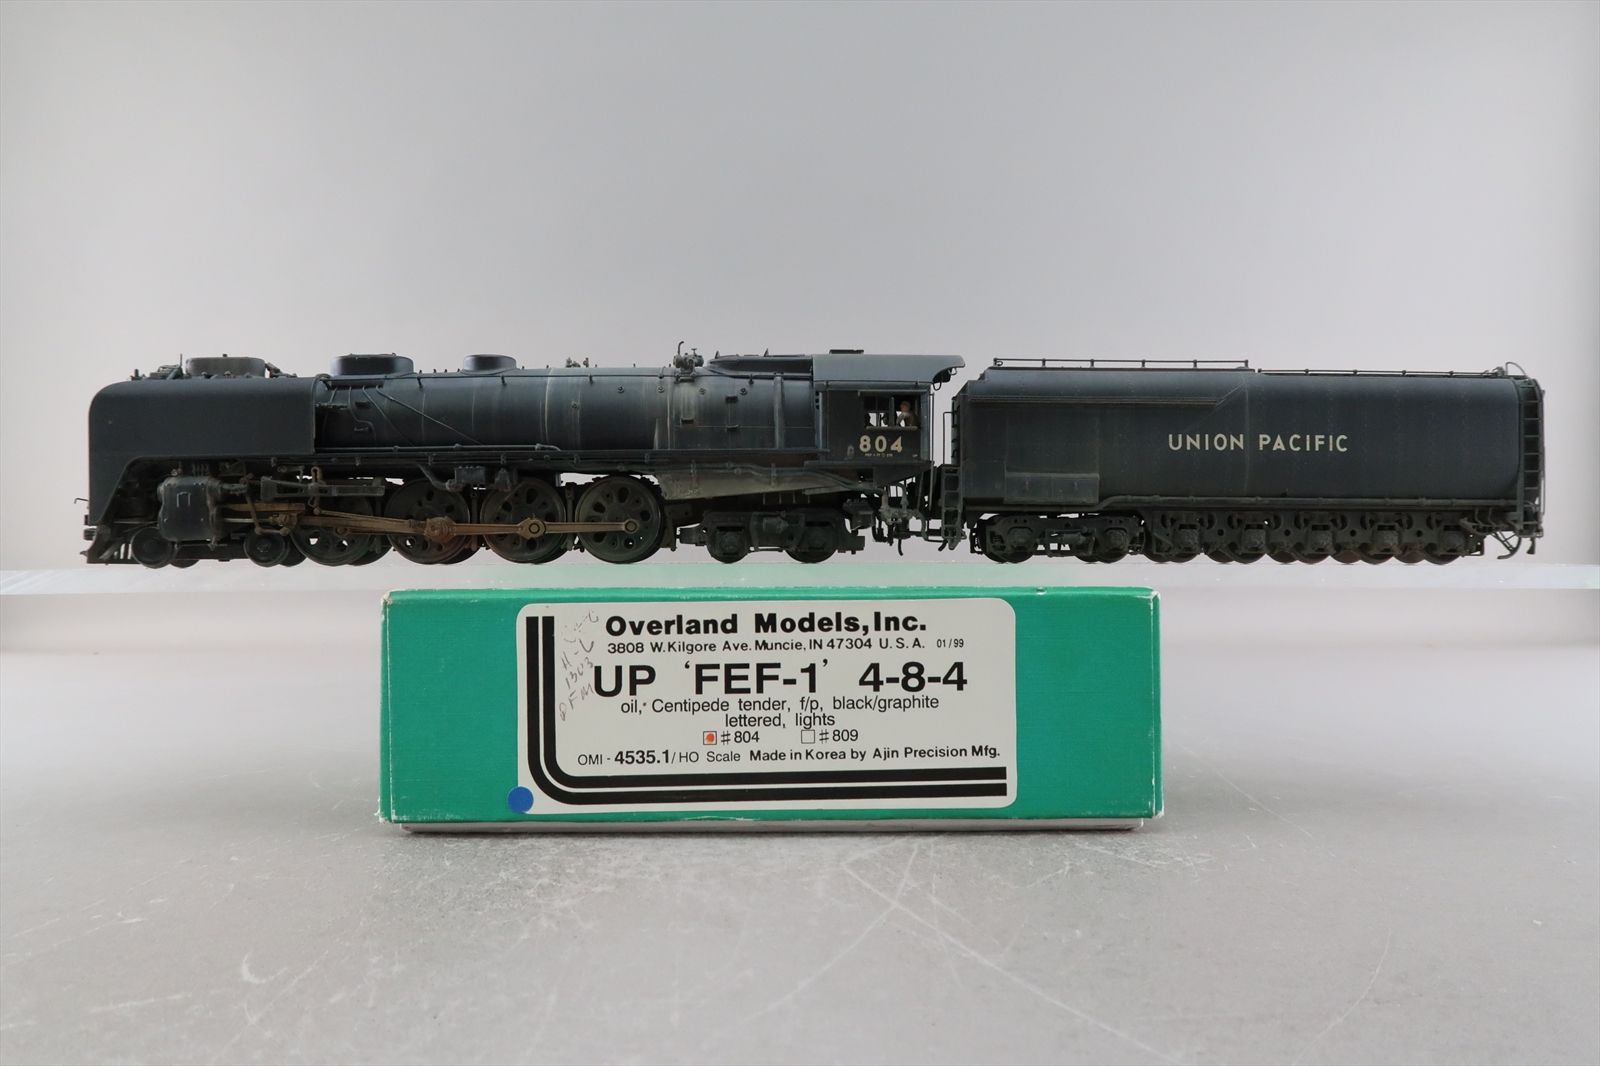 804
UNION PACIFIC
Overland Models,Inc.
3808 W.Kilgore Ave.Muncie,IN 47304 U.S.A. 01/99
UP 'FEF-1' 4-8-4
oil, Centipede tender, f/p, black/graphite
lettered, lights
#804 #809
OMI-4535.1/HO Scale Made in Korea by Ajin Precision Mfg.